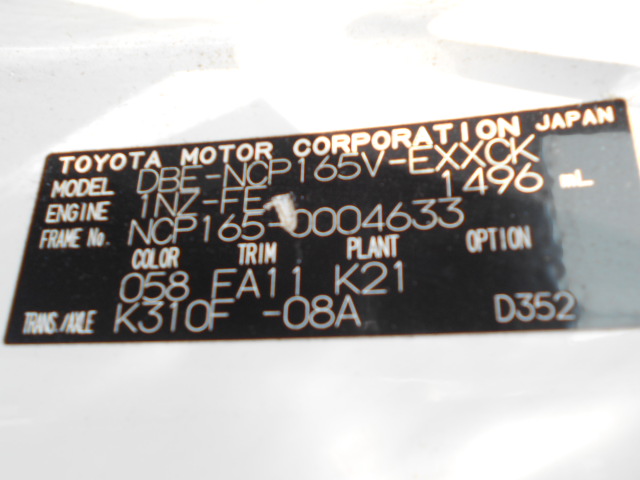 TOYOTA MOTOR CORPORATION JAPAN
MODEL DBE-NCP165V-EXXCK
ENGINE 1NZ-FE 1496 mL
FRAME No. NCP165-0004633
COLOR TRIM PLANT OPTION
058 FA11 K21
TRANS./AXLE K310F -08A D352